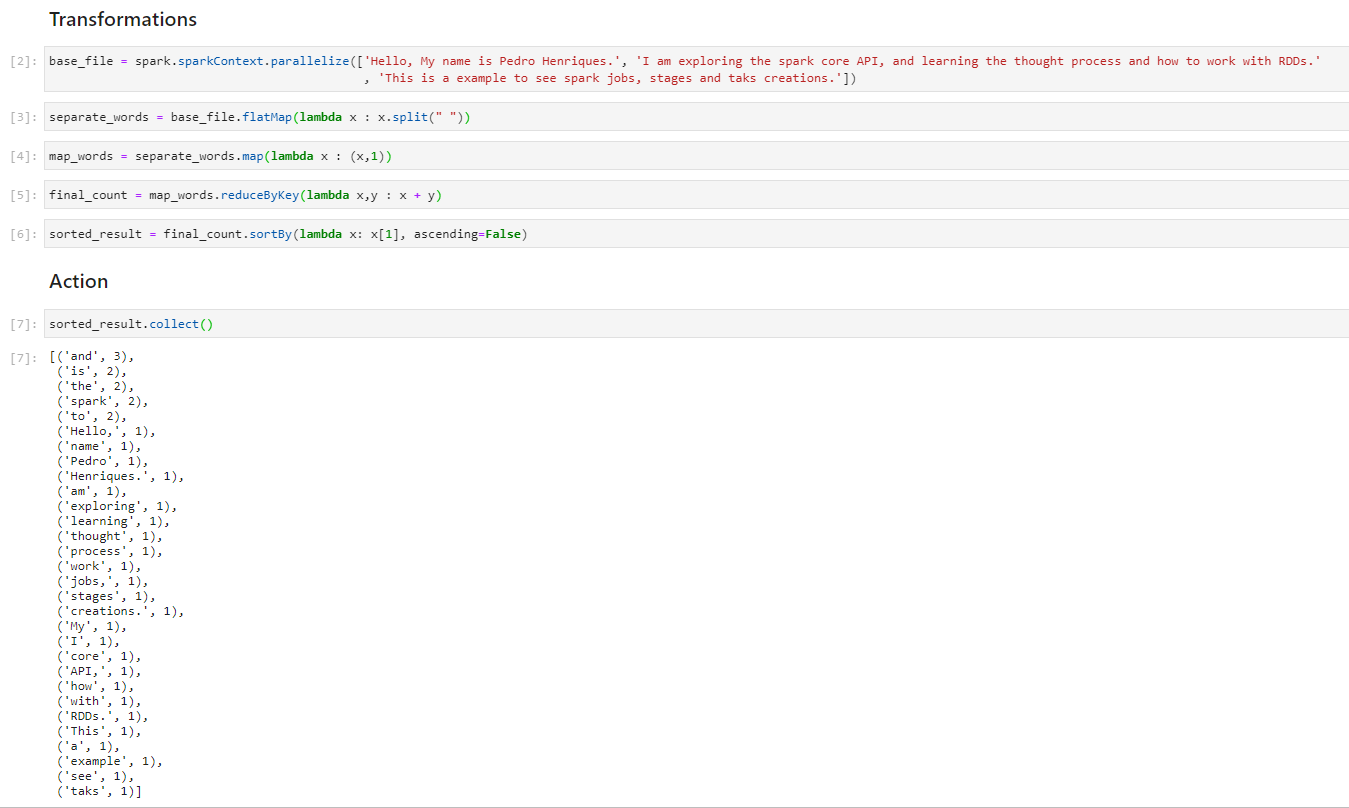 Transformations
[2]: base_file = spark.sparkContext.parallelize(['Hello, My name is Pedro Henriques.', 'I am exploring the spark core API, and learning the thought process and how to work with RDDs.'
, 'This is a example to see spark jobs, stages and taks creations.'])
[3]: separate_words = base_file.flatMap(lambda x : x.split(" "))
[4]: map_words = separate_words.map(lambda x : (x,1))
[5]: final_count = map_words.reduceByKey(lambda x,y : x + y)
[6]: sorted_result = final_count.sortBy(lambda x: x[1], ascending=False)
Action
[7]: sorted_result.collect()
[7]: [('and', 3),
('is', 2),
('the', 2),
('spark', 2),
('to', 2),
('Hello,', 1),
('name', 1),
('Pedro', 1),
('Henriques.', 1),
('am', 1),
('exploring', 1),
('learning', 1),
('thought', 1),
('process', 1),
('work', 1),
('jobs,', 1),
('stages', 1),
('creations.', 1),
('My', 1),
('I', 1),
('core', 1),
('API,', 1),
('how', 1),
('with', 1),
('RDDs.', 1),
('This', 1),
('a', 1),
('example', 1),
('see', 1),
('taks', 1)]